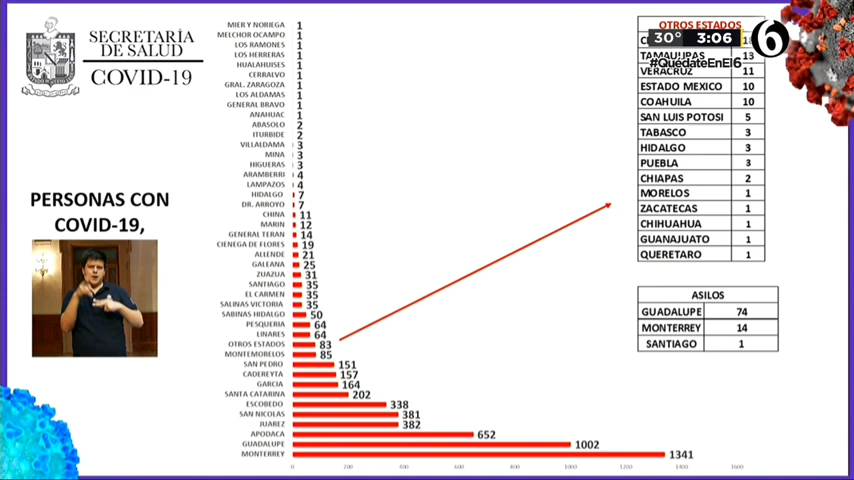 SECRETARÍA
DE SALUD
COVID-19
PERSONAS CON
COVID-19,
MIER Y NORIEGA 1
MELCHOR OCAMPO 1
LOS RAMONES 1
LOS HERRERAS 1
HUALAHUISES 1
CERRALVO 1
GRAL. ZARAGOZA 1
LOS ALDAMAS 1
GENERAL BRAVO 1
ANAHUAC 1
ABASOLO 2
ITURBIDE 2
VILLALDAMA 3
MINA 3
HIGUERAS 3
ARAMBERRI 4
LAMPAZOS 4
HIDALGO 7
DR. ARROYO 7
CHINA 11
MARIN 12
GENERAL TERAN 14
CIENEGA DE FLORES 19
ALLENDE 21
GALEANA 25
ZUAZUA 31
SANTIAGO 35
EL CARMEN 35
SALINAS VICTORIA 35
SABINAS HIDALGO 50
PESQUERIA 64
LINARES 64
OTROS ESTADOS 83
MONTEMORELOS 85
SAN PEDRO 151
CADEREYTA 157
GARCIA 164
SANTA CATARINA 202
ESCOBEDO 338
SAN NICOLAS 381
JUAREZ 382
APODACA 652
GUADALUPE 1002
MONTERREY 1341
0 200 400 600 800 1000 1200 1400 1600
OTROS ESTADOS
30° 3:06 6
#QuédateEnEl6
TAMAULIPAS 13
VERACRUZ 11
ESTADO MEXICO 10
COAHUILA 10
SAN LUIS POTOSI 5
TABASCO 3
HIDALGO 3
PUEBLA 3
CHIAPAS 2
MORELOS 1
ZACATECAS 1
CHIHUAHUA 1
GUANAJUATO 1
QUERETARO 1
ASILOS
GUADALUPE 74
MONTERREY 14
SANTIAGO 1